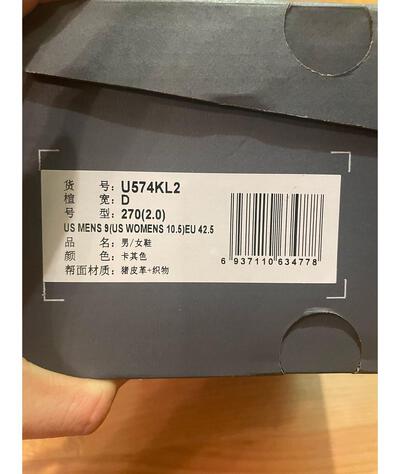 货 号: U574KL2
楦 宽: D
号 型: 270(2.0)
US MENS 9(US WOMENS 10.5)EU 42.5
品 名: 男/女鞋
颜 色: 卡其色
帮面材质: 猪皮革+织物
6 937110 634778